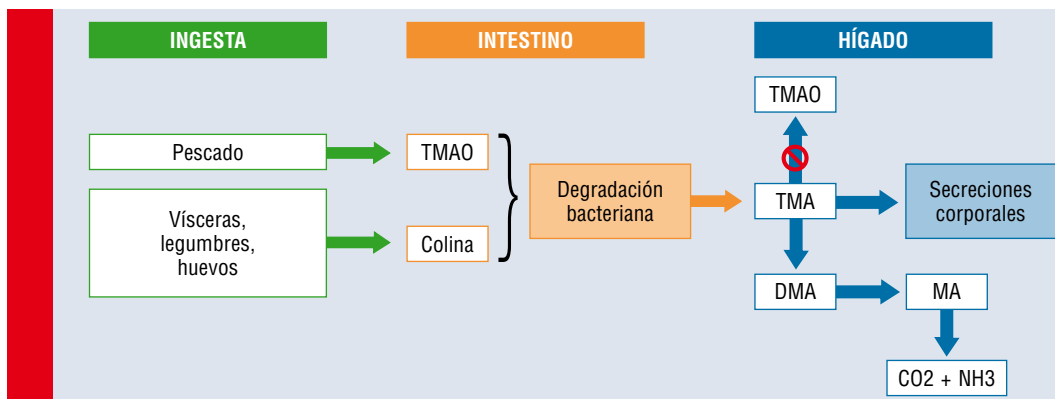 INGESTA
INTESTINO
HÍGADO
TMAO
Pescado
TMAO
Vísceras,
legumbres,
huevos
Colina
Degradación
bacteriana
TMA
Secreciones
corporales
DMA
MA
CO2 + NH3